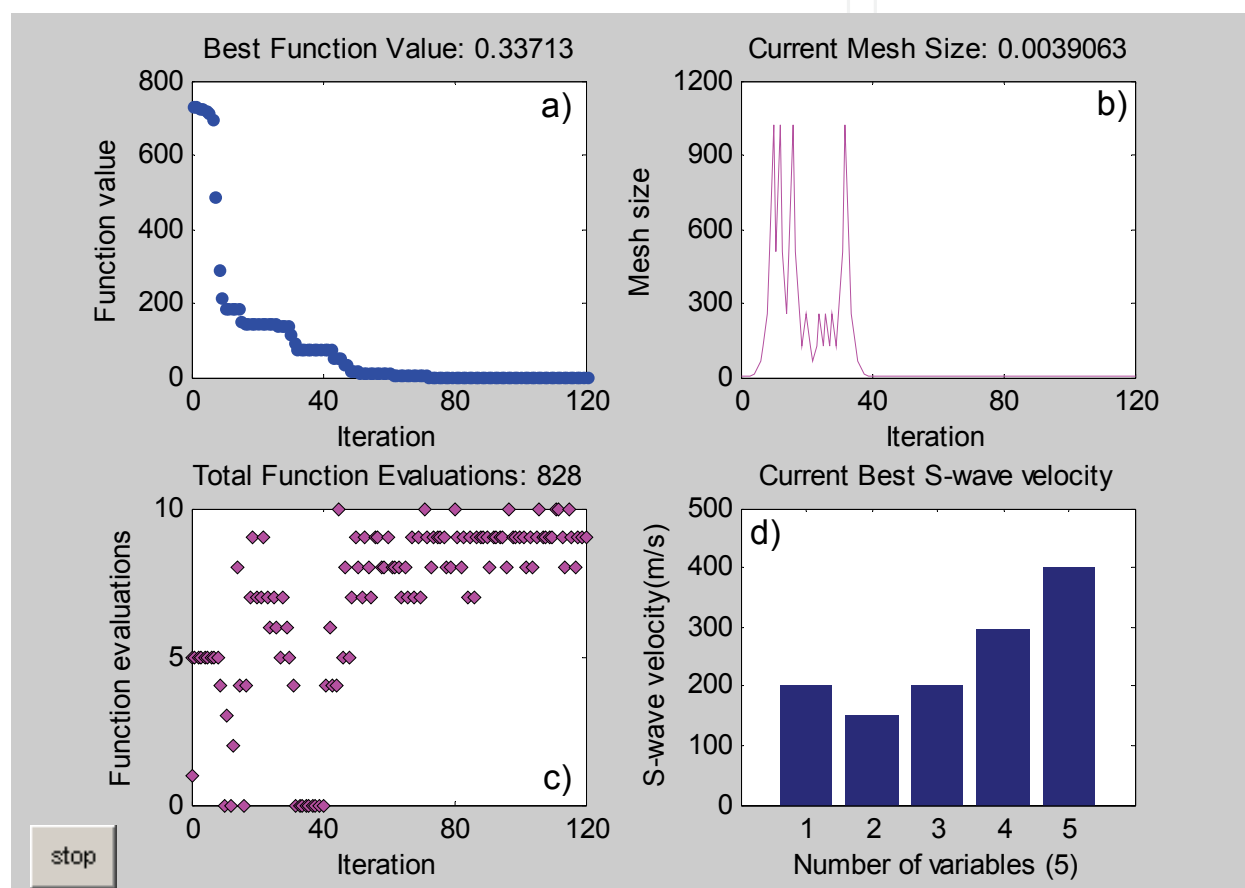 Best Function Value: 0.33713
800
600
400
200
0
Function value
a)
0 40 80 120
Iteration
Current Mesh Size: 0.0039063
1200
900
600
300
0
Mesh size
b)
0 40 80 120
Iteration
Total Function Evaluations: 828
10
5
0
Function evaluations
c)
0 40 80 120
Iteration
Current Best S-wave velocity
500
400
300
200
100
0
S-wave velocity(m/s)
d)
1 2 3 4 5
Number of variables (5)
stop